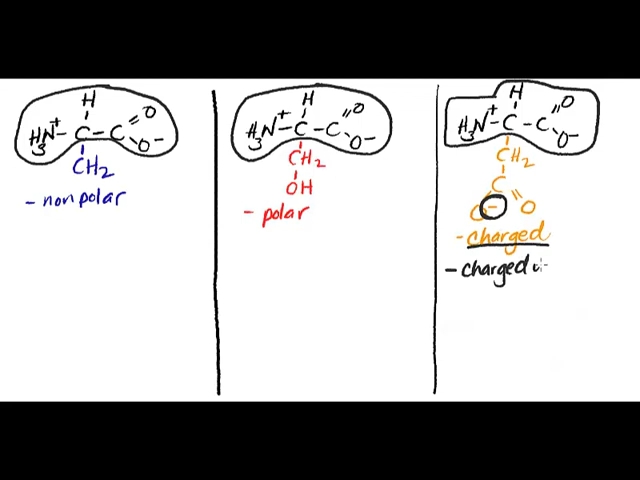 H
H3N+ – C – C = O
O–
CH2
- nonpolar
H
H3N+ – C – C = O
O–
CH2
OH
- polar
H
H3N+ – C – C = O
O–
CH2
C
O– O
- charged
- charged